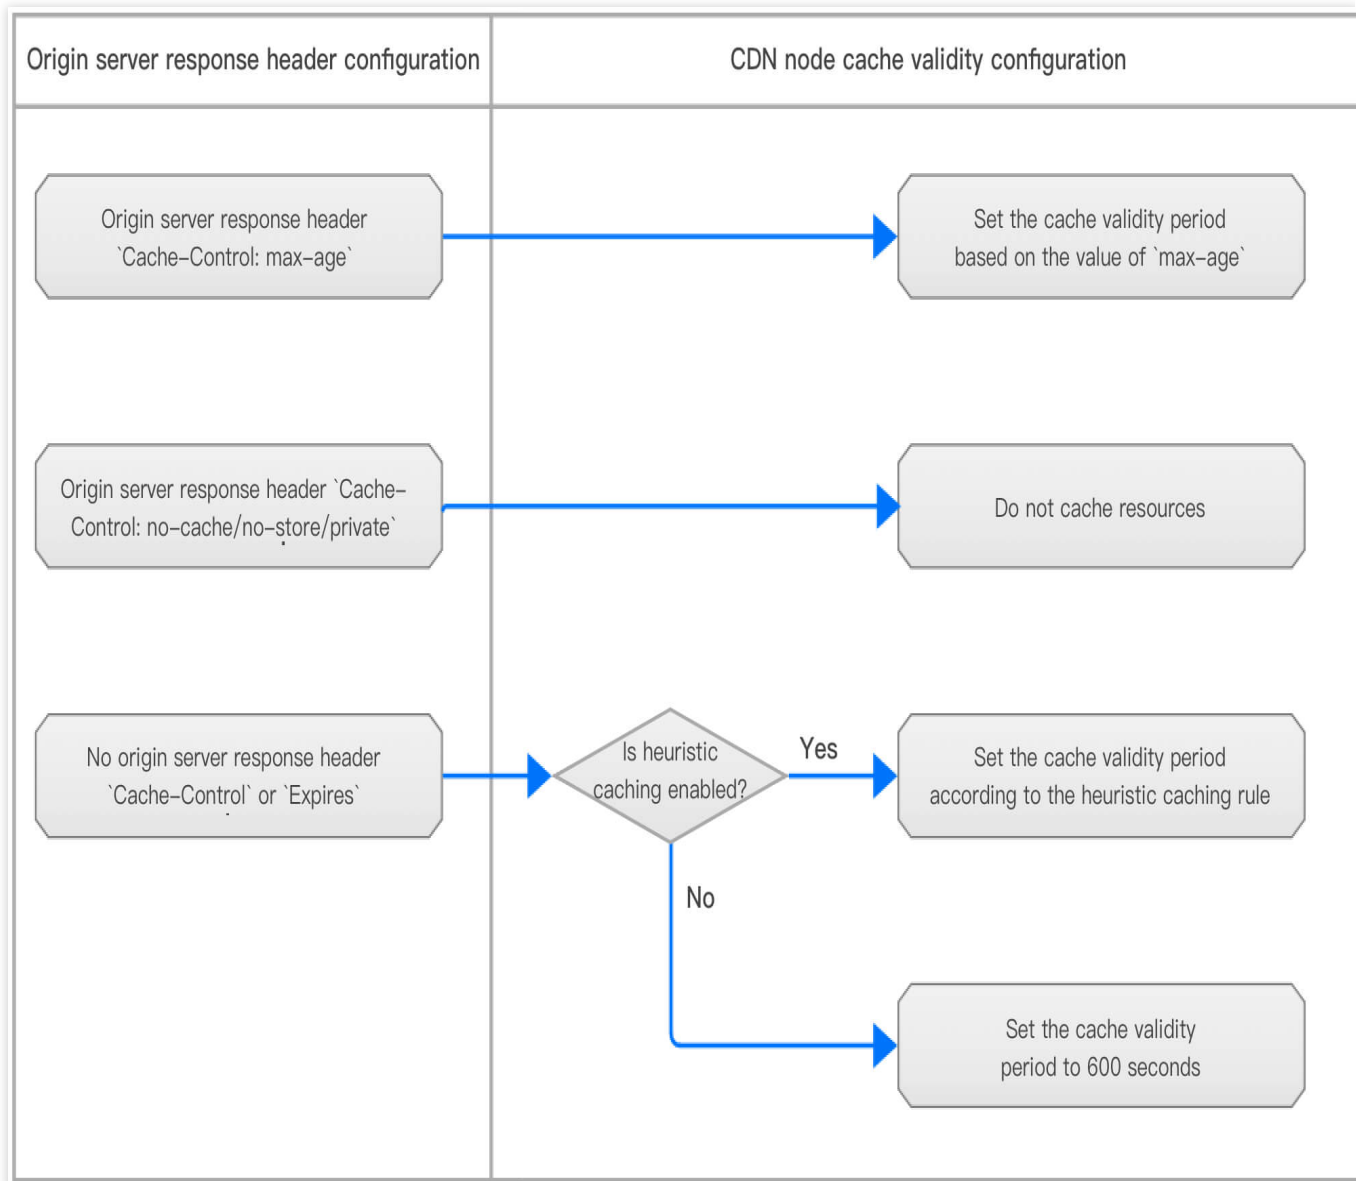 Origin server response header configuration
CDN node cache validity configuration
Origin server response header
`Cache-Control: max-age`
Set the cache validity period
based on the value of `max-age`
Origin server response header `Cache-
Control: no-cache/no-store/private`
Do not cache resources
No origin server response header
`Cache-Control` or `Expires`
Is heuristic
caching enabled?
Yes
Set the cache validity period
according to the heuristic caching rule
No
Set the cache validity
period to 600 seconds